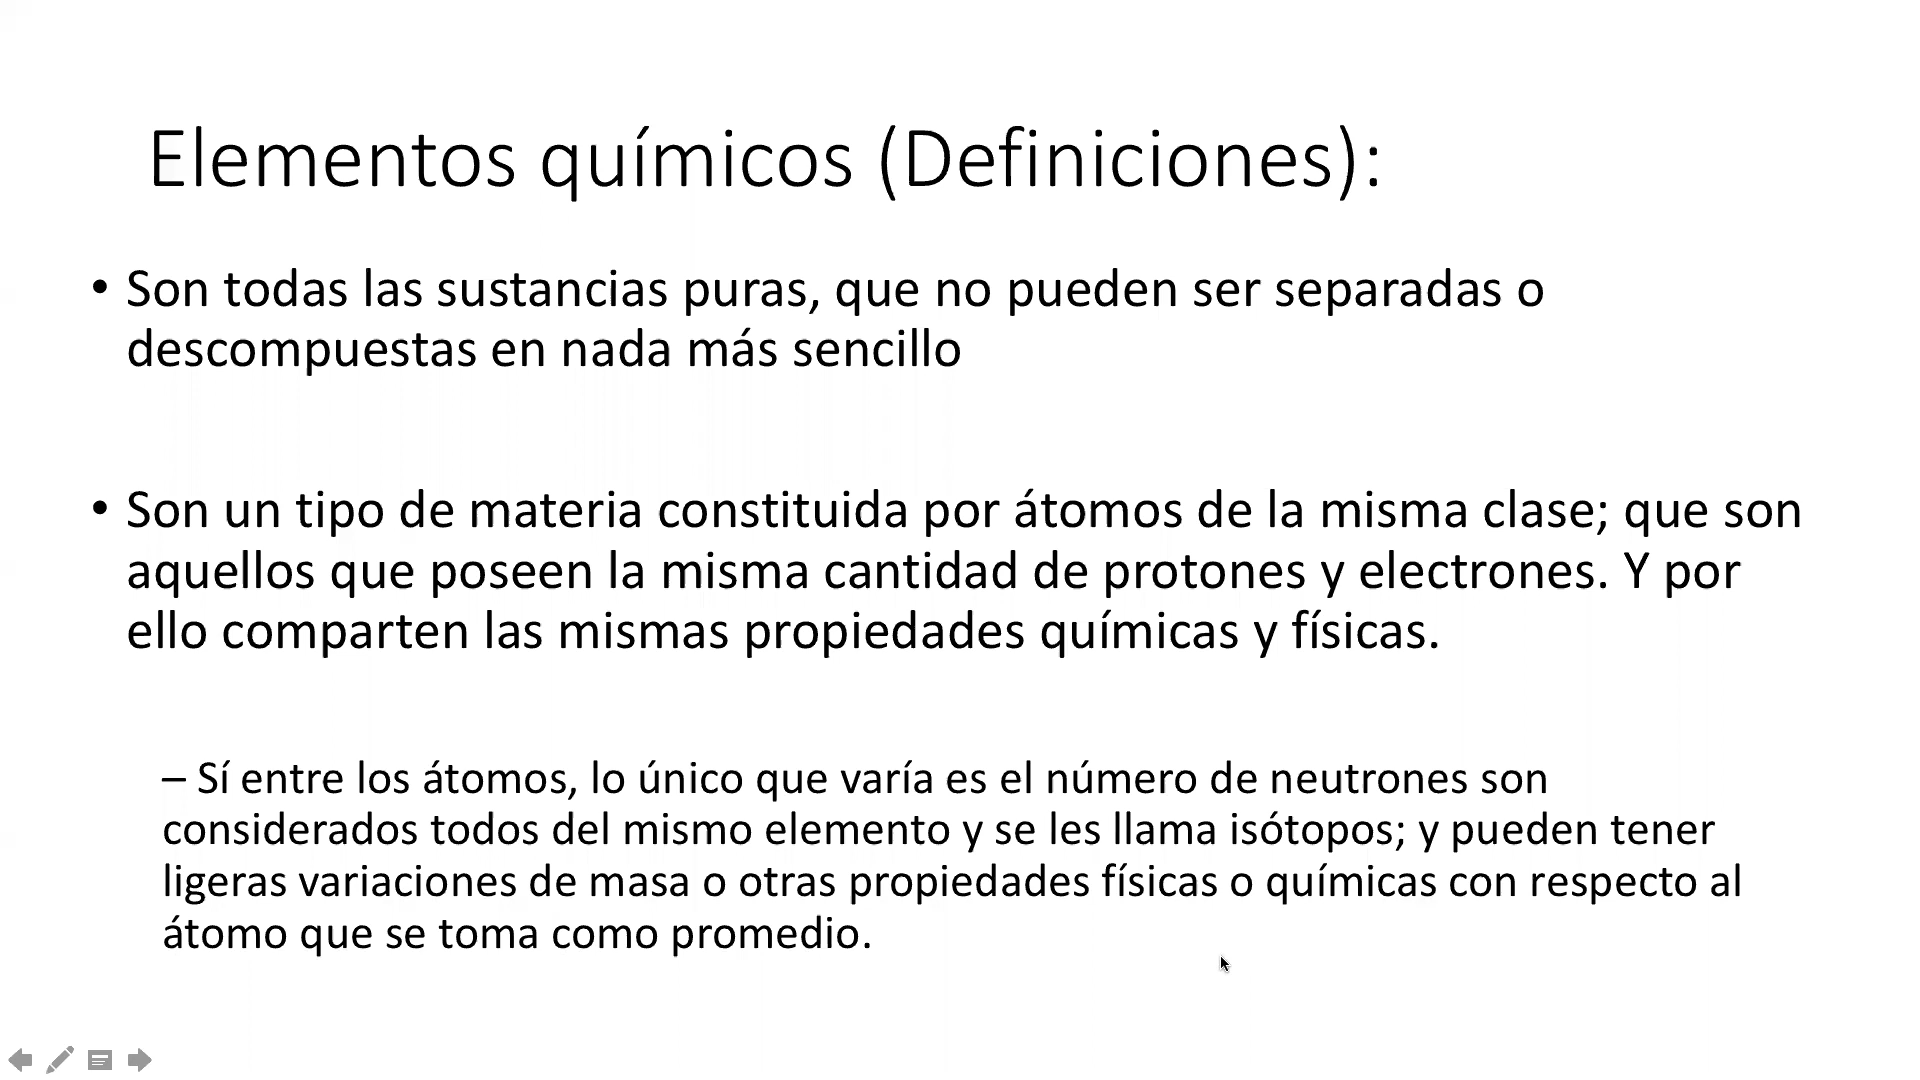 Elementos químicos (Definiciones):
• Son todas las sustancias puras, que no pueden ser separadas o
descompuestas en nada más sencillo
• Son un tipo de materia constituida por átomos de la misma clase; que son
aquellos que poseen la misma cantidad de protones y electrones. Y por
ello comparten las mismas propiedades químicas y físicas.
– Sí entre los átomos, lo único que varía es el número de neutrones son
considerados todos del mismo elemento y se les llama isótopos; y pueden tener
ligeras variaciones de masa o otras propiedades físicas o químicas con respecto al
átomo que se toma como promedio.